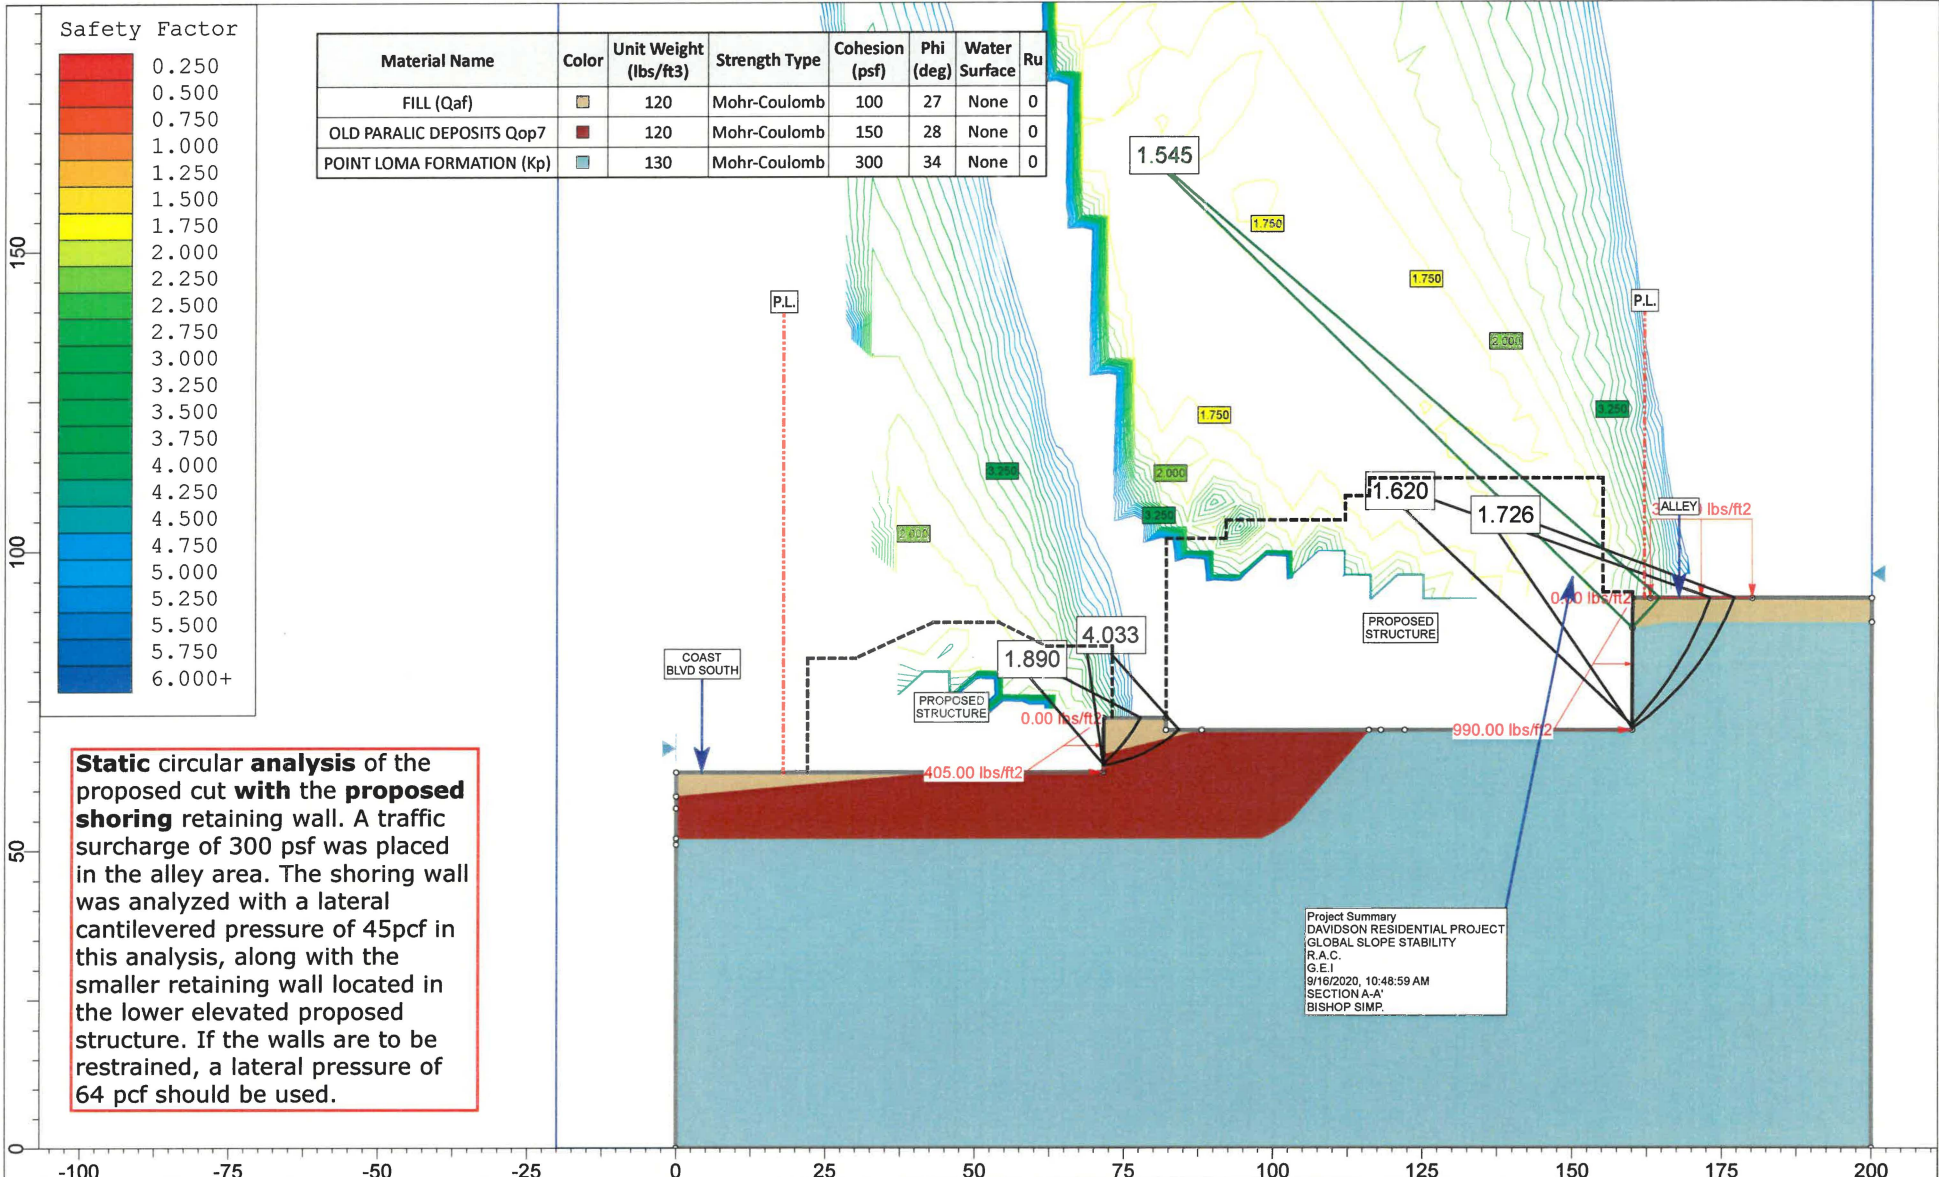 Safety Factor
0.250
0.500
0.750
1.000
1.250
1.500
1.750
2.000
2.250
2.500
2.750
3.000
3.250
3.500
3.750
4.000
4.250
4.500
4.750
5.000
5.250
5.500
5.750
6.000+
Material Name Color Unit Weight (lbs/ft3) Strength Type Cohesion (psf) Phi (deg) Water Surface Ru
FILL (Qaf) 120 Mohr-Coulomb 100 27 None 0
OLD PARALIC DEPOSITS Qop7 120 Mohr-Coulomb 150 28 None 0
POINT LOMA FORMATION (Kp) 130 Mohr-Coulomb 300 34 None 0
1.545
1.750
1.750
2.000
P.L.
P.L.
3.250
1.750
3.250
2.000
3.250
1.620
1.726
ALLEY
lbs/ft2
0.00 lbs/ft2
PROPOSED
STRUCTURE
4.033
1.890
COAST
BLVD SOUTH
PROPOSED
STRUCTURE
0.00 lbs/ft2
990.00 lbs/ft2
405.00 lbs/ft2
Static circular analysis of the
proposed cut with the proposed
shoring retaining wall. A traffic
surcharge of 300 psf was placed
in the alley area. The shoring wall
was analyzed with a lateral
cantilevered pressure of 45pcf in
this analysis, along with the
smaller retaining wall located in
the lower elevated proposed
structure. If the walls are to be
restrained, a lateral pressure of
64 pcf should be used.
Project Summary
DAVIDSON RESIDENTIAL PROJECT
GLOBAL SLOPE STABILITY
R.A.C.
G.E.I
9/16/2020, 10:48:59 AM
SECTION A-A'
BISHOP SIMP.
150
100
50
0
-100 -75 -50 -25 0 25 50 75 100 125 150 175 200